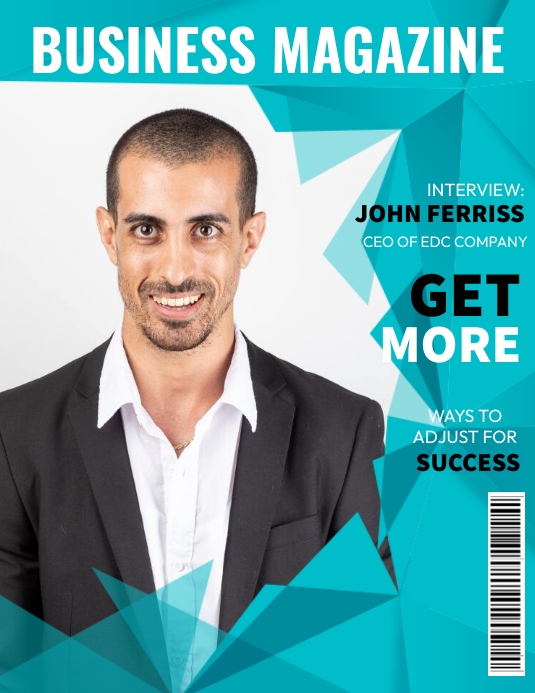 BUSINESS MAGAZINE
INTERVIEW:
JOHN FERRISS
CEO OF EDC COMPANY
GET
MORE
WAYS TO
ADJUST FOR
SUCCESS